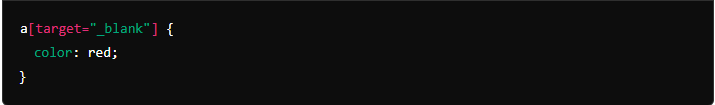 a[target="_blank"] {
  color: red;
}